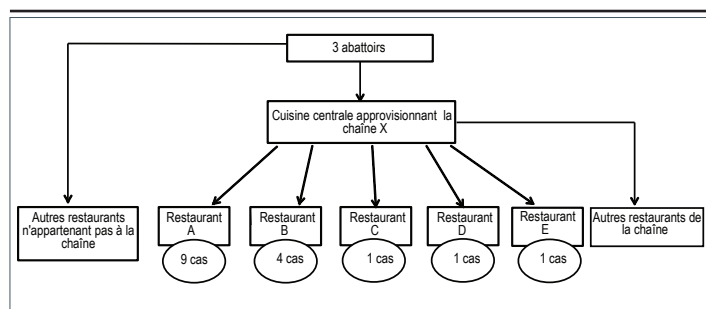 3 abattoirs
Cuisine centrale approvisionnant la
chaîne X
Autres restaurants
n'appartenant pas à la
chaîne
Restaurant
A
Restaurant
B
Restaurant
C
Restaurant
D
Restaurant
E
Autres restaurants de
la chaîne
9 cas
4 cas
1 cas
1 cas
1 cas